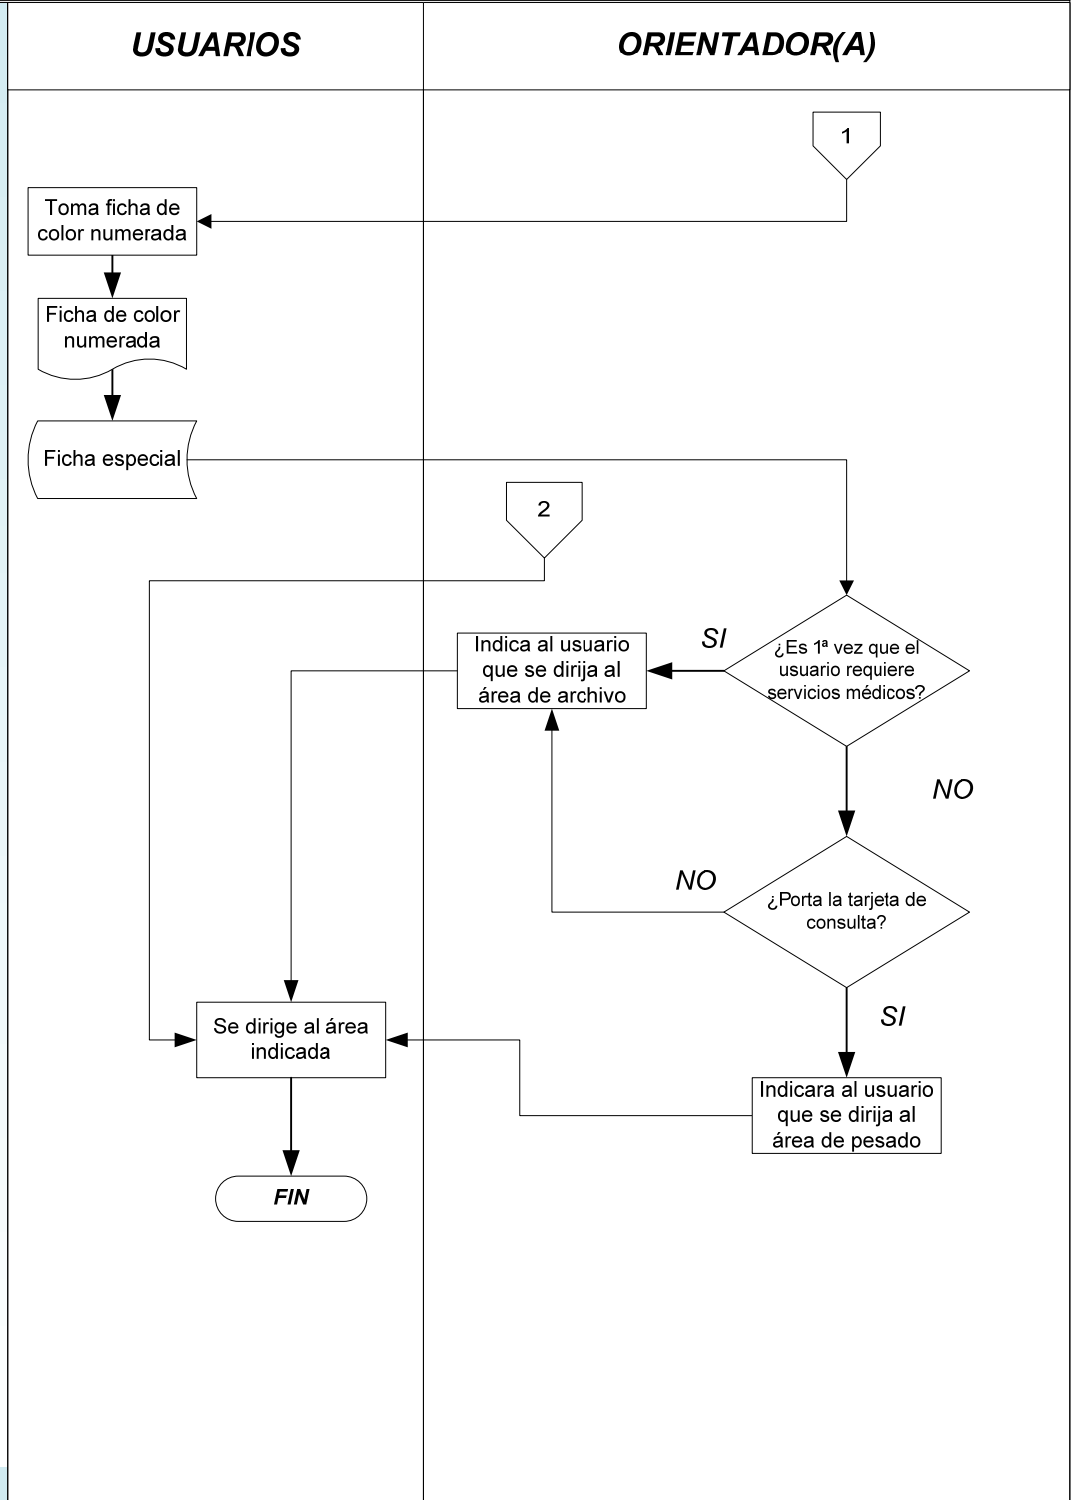 USUARIOS
ORIENTADOR(A)
1
Toma ficha de
color numerada
Ficha de color
numerada
Ficha especial
2
¿Es 1ª vez que el
usuario requiere
servicios médicos?
SI
Indica al usuario
que se dirija al
área de archivo
NO
¿Porta la tarjeta de
consulta?
NO
SI
Indicara al usuario
que se dirija al
área de pesado
Se dirige al área
indicada
FIN